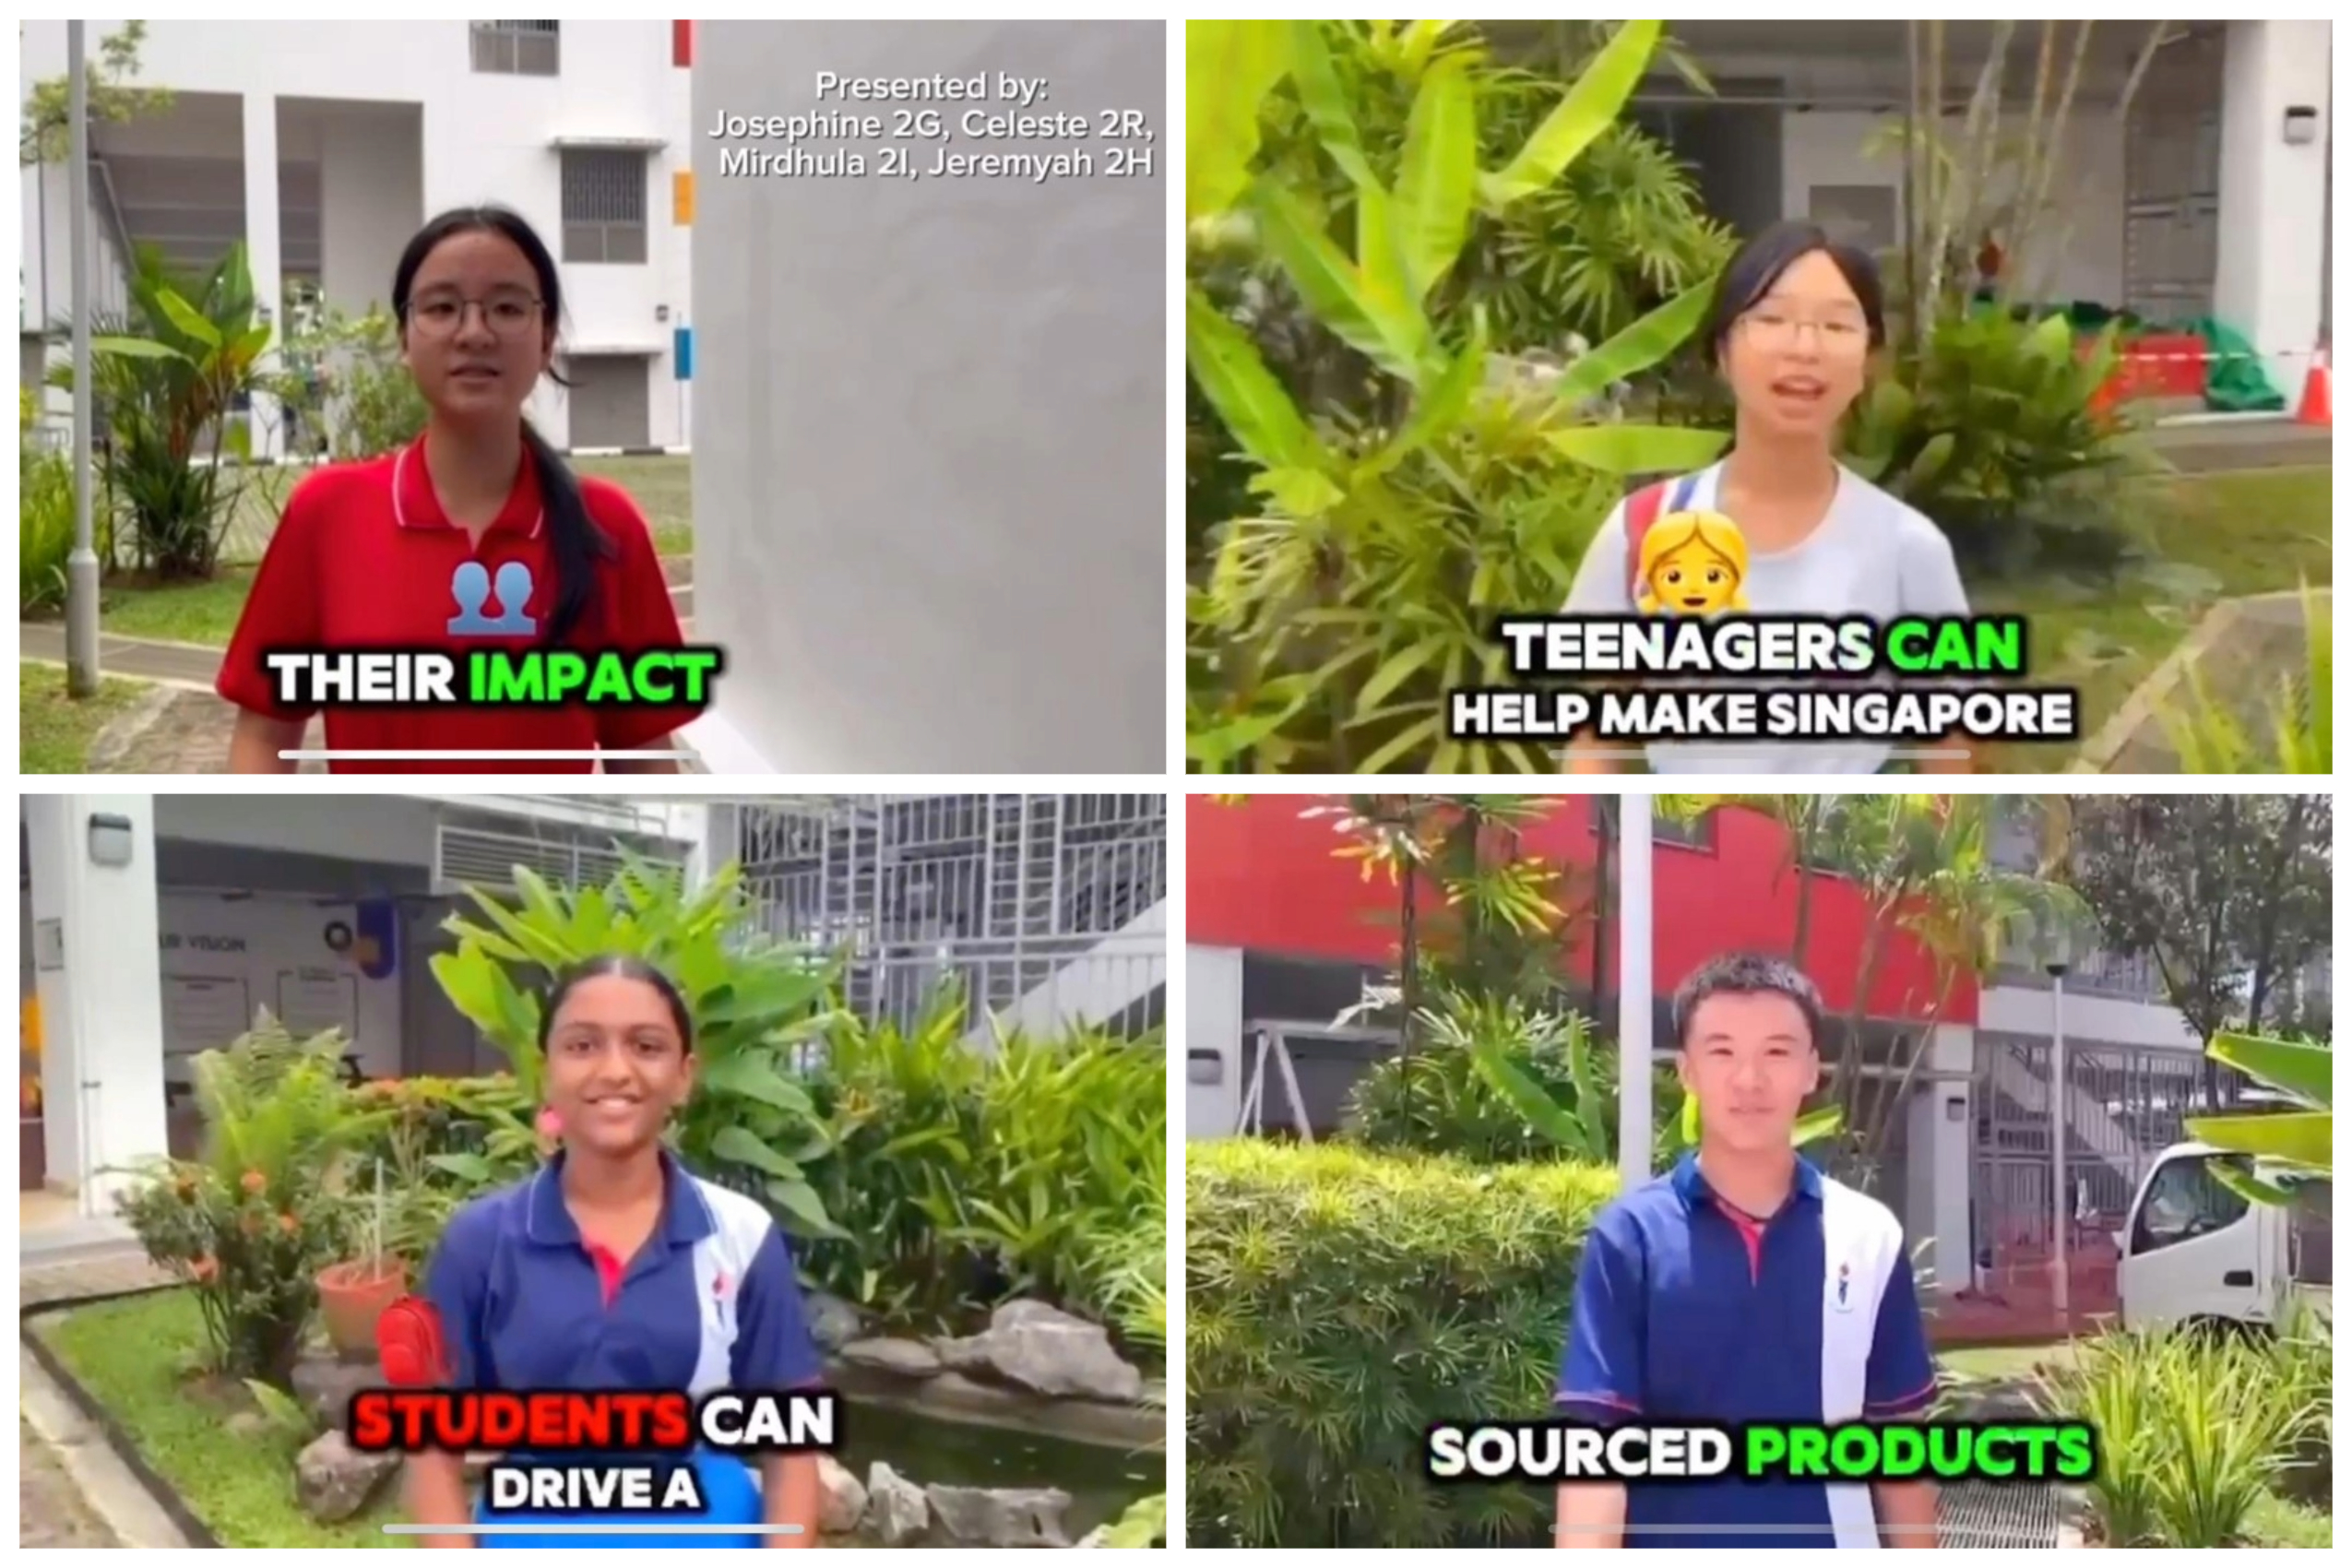 Presented by:
Josephine 2G, Celeste 2R,
Mirdhula 2I, Jeremyah 2H
THEIR IMPACT
TEENAGERS CAN
HELP MAKE SINGAPORE
VISION
STUDENTS CAN
DRIVE A
SOURCED PRODUCTS